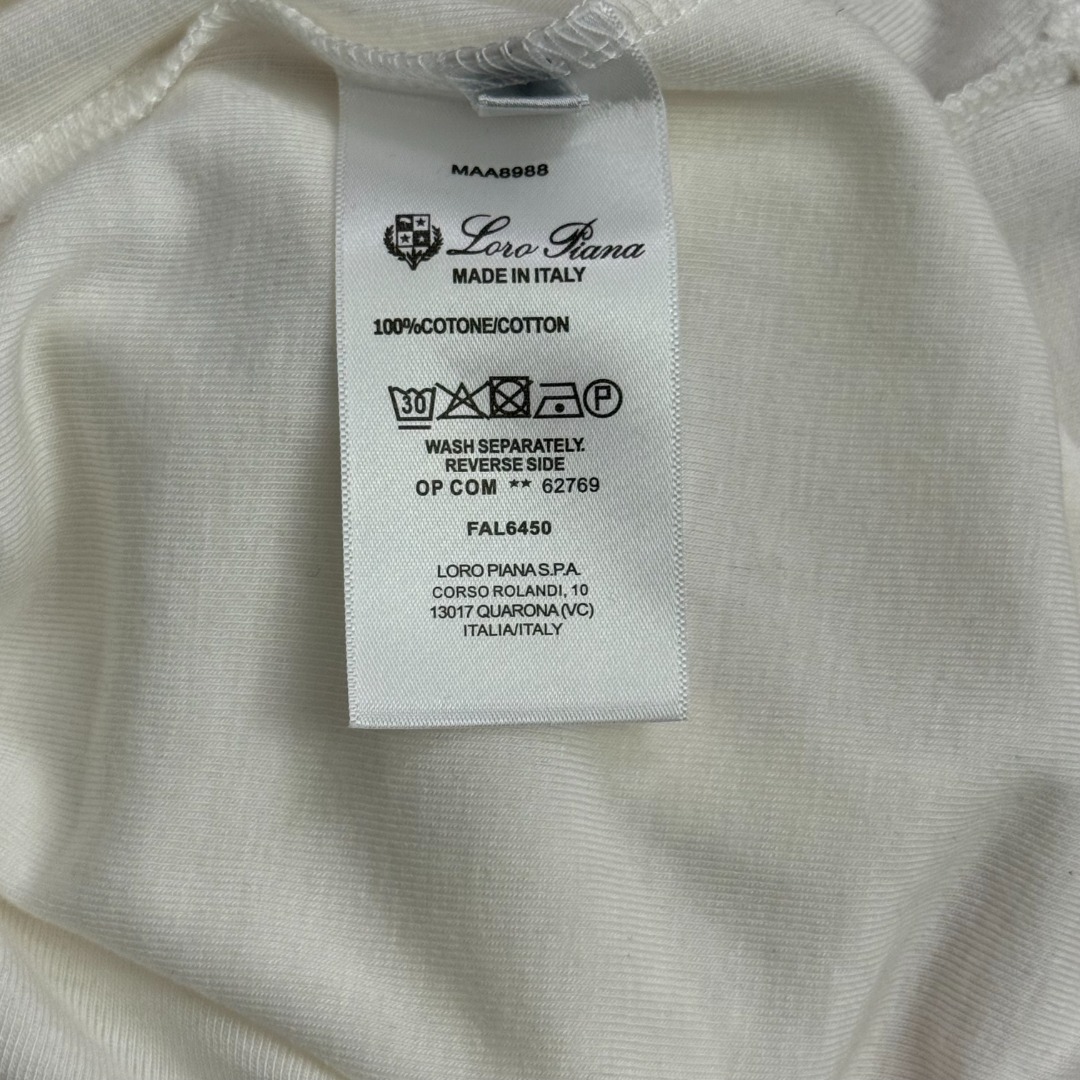 MAA8988
Loro Piana
MADE IN ITALY
100%COTONE/COTTON
30 P
WASH SEPARATELY.
REVERSE SIDE
OP COM ** 62769
FAL6450
LORO PIANA S.P.A.
CORSO ROLANDI, 10
13017 QUARONA (VC)
ITALIA/ITALY